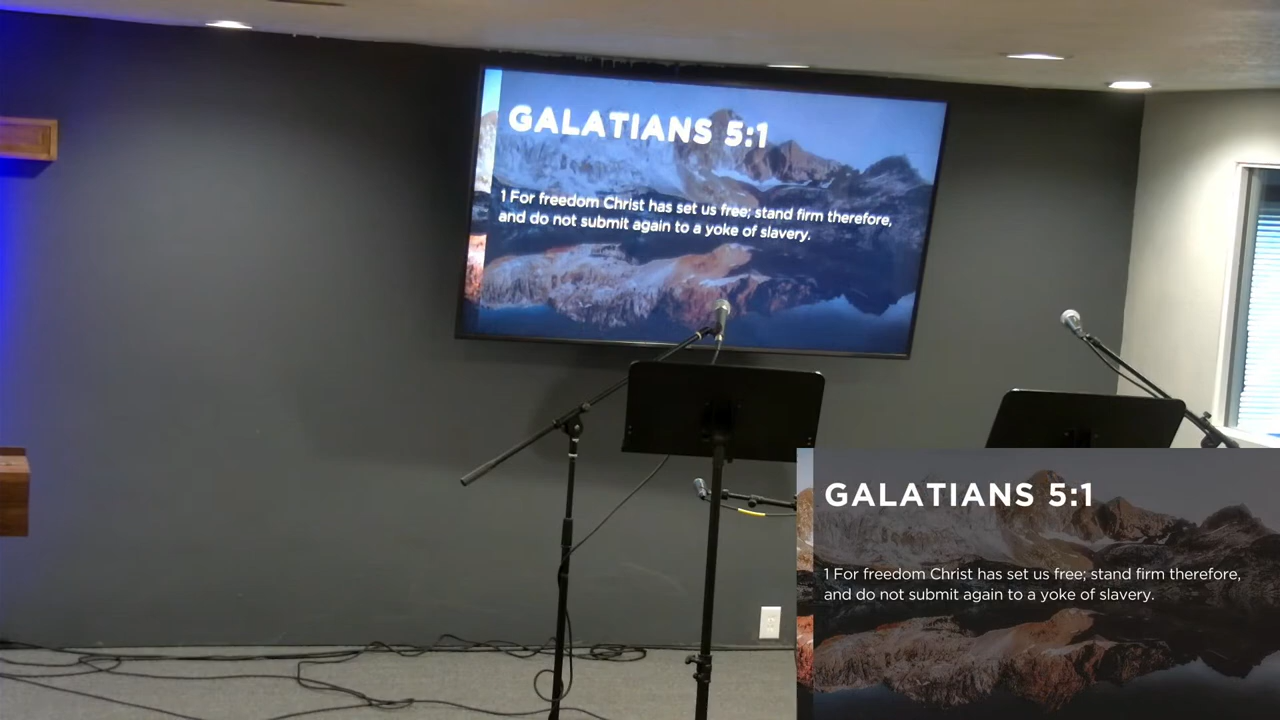 GALATIANS 5:1
1 For freedom Christ has set us free; stand firm therefore,
and do not submit again to a yoke of slavery.
GALATIANS 5:1
1 For freedom Christ has set us free; stand firm therefore,
and do not submit again to a yoke of slavery.